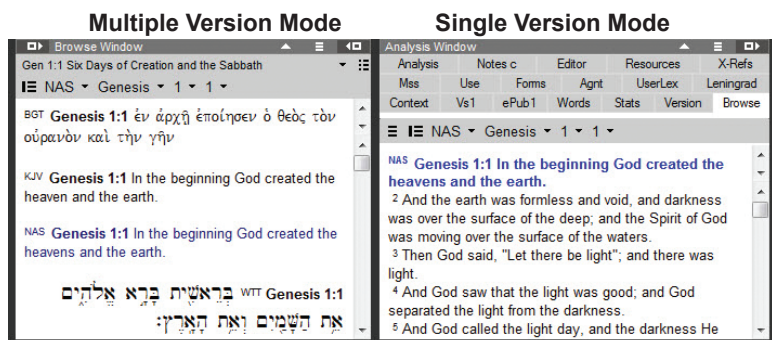 Multiple Version Mode
Single Version Mode
Browse Window
Gen 1:1 Six Days of Creation and the Sabbath
NAS Genesis 1 1
BGT Genesis 1:1 ἐν ἀρχῇ ἐποίησεν ὁ θεὸς τὸν
οὐρανὸν καὶ τὴν γῆν
KJV Genesis 1:1 In the beginning God created the
heaven and the earth.
NAS Genesis 1:1 In the beginning God created the
heavens and the earth.
WTT Genesis 1:1 בְּרֵאשִׁ֖ית בָּרָ֣א אֱלֹהִ֑ים
אֵ֥ת הַשָּׁמַ֖יִם וְאֵ֥ת הָאָֽרֶץ׃
Analysis Window
Analysis Notes c Editor Resources X-Refs
Mss Use Forms Agnt UserLex Leningrad
Context Vs1 ePub1 Words Stats Version Browse
NAS Genesis 1 1
NAS Genesis 1:1 In the beginning God created the
heavens and the earth.
2 And the earth was formless and void, and darkness
was over the surface of the deep; and the Spirit of God
was moving over the surface of the waters.
3 Then God said, "Let there be light"; and there was
light.
4 And God saw that the light was good; and God
separated the light from the darkness.
5 And God called the light day, and the darkness He